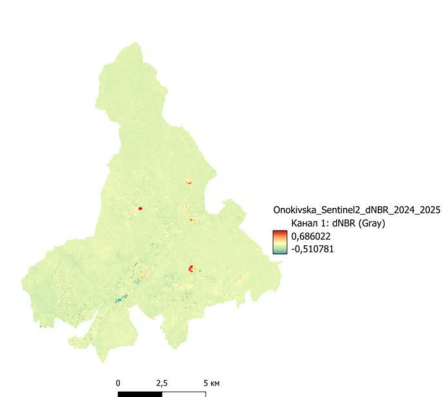 Onokivska_Sentinel2_dNBR_2024_2025
Канал 1: dNBR (Gray)
0,686022
-0,510781
0 2,5 5 км